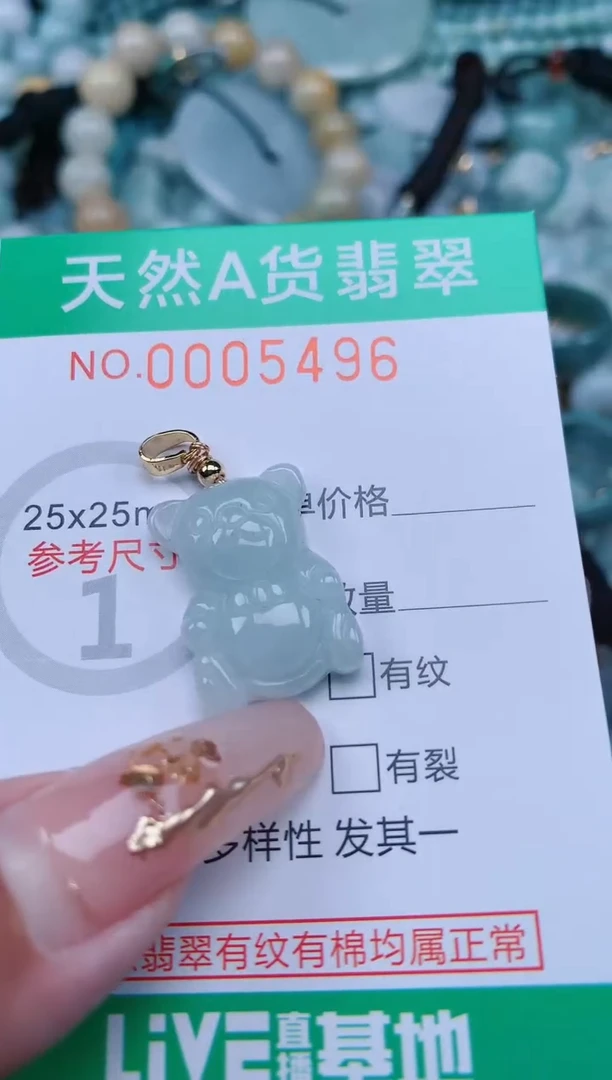 天然A货翡翠
NO.0005496
25x25m
参考尺寸
1
单价格
数量
有纹
有裂
多样性 发其一
翡翠有纹有棉均属正常
LiVE直播基地